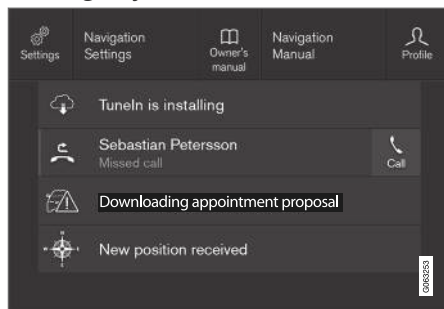 Settings
Navigation
Settings
Owner's
manual
Navigation
Manual
Profile
TuneIn is installing
Sebastian Petersson
Missed call
Call
Downloading appointment proposal
New position received
G063253